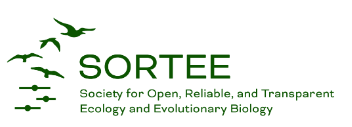 SORTEE
Society for Open, Reliable, and Transparent
Ecology and Evolutionary Biology